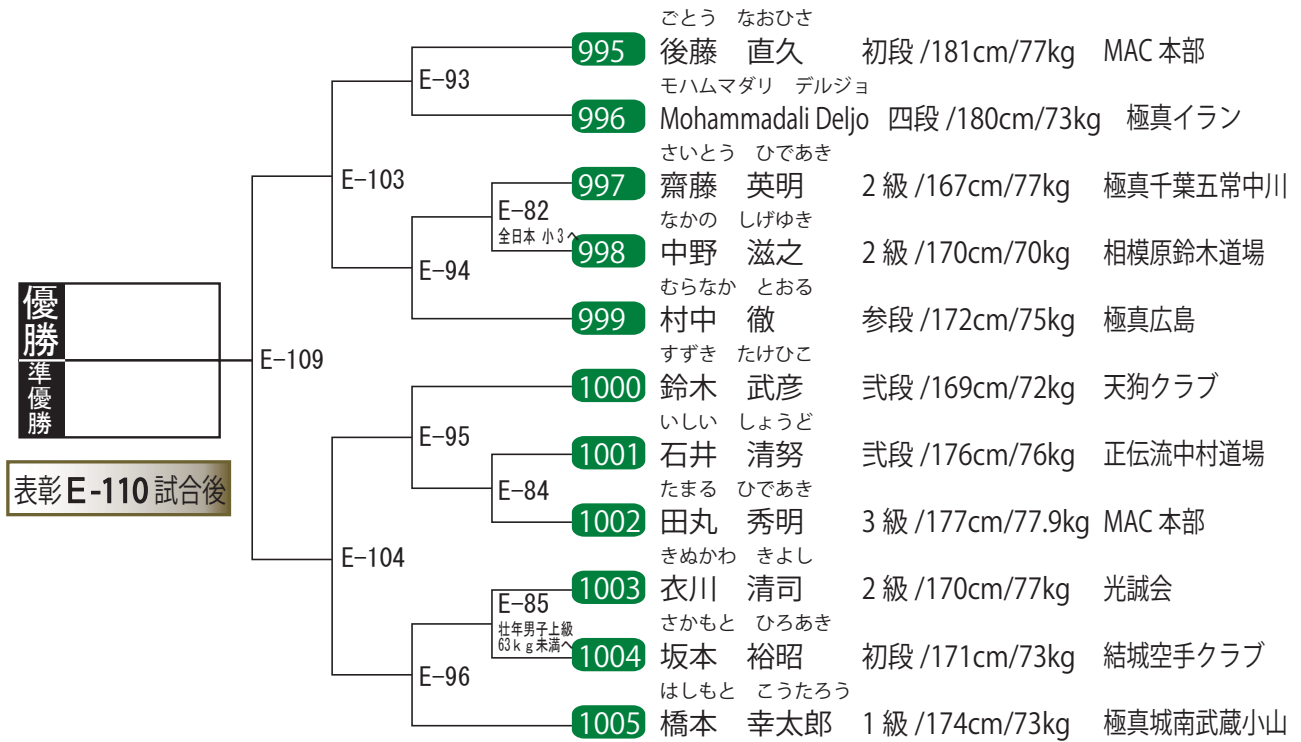 ごとう なおひさ
995 後藤 直久 初段/181cm/77kg MAC本部
E-93
モハムマダリ デルジョ
996 Mohammadali Deljo 四段/180cm/73kg 極真イラン
E-103
さいとう ひであき
997 齋藤 英明 2級/167cm/77kg 極真千葉五常中川
E-82
全日本 小3へ
なかの しげゆき
998 中野 滋之 2級/170cm/70kg 相模原鈴木道場
E-94
むらなか とおる
999 村中 徹 参段/172cm/75kg 極真広島
優勝
準優勝
E-109
すずき たけひこ
1000 鈴木 武彦 弐段/169cm/72kg 天狗クラブ
E-95
いしい しょうど
1001 石井 清努 弐段/176cm/76kg 正伝流中村道場
表彰E-110試合後
E-84
たまる ひであき
1002 田丸 秀明 3級/177cm/77.9kg MAC本部
E-104
きぬかわ きよし
1003 衣川 清司 2級/170cm/77kg 光誠会
E-85
壮年男子上級
63kg未満へ
さかもと ひろあき
1004 坂本 裕昭 初段/171cm/73kg 結城空手クラブ
E-96
はしもと こうたろう
1005 橋本 幸太郎 1級/174cm/73kg 極真城南武蔵小山